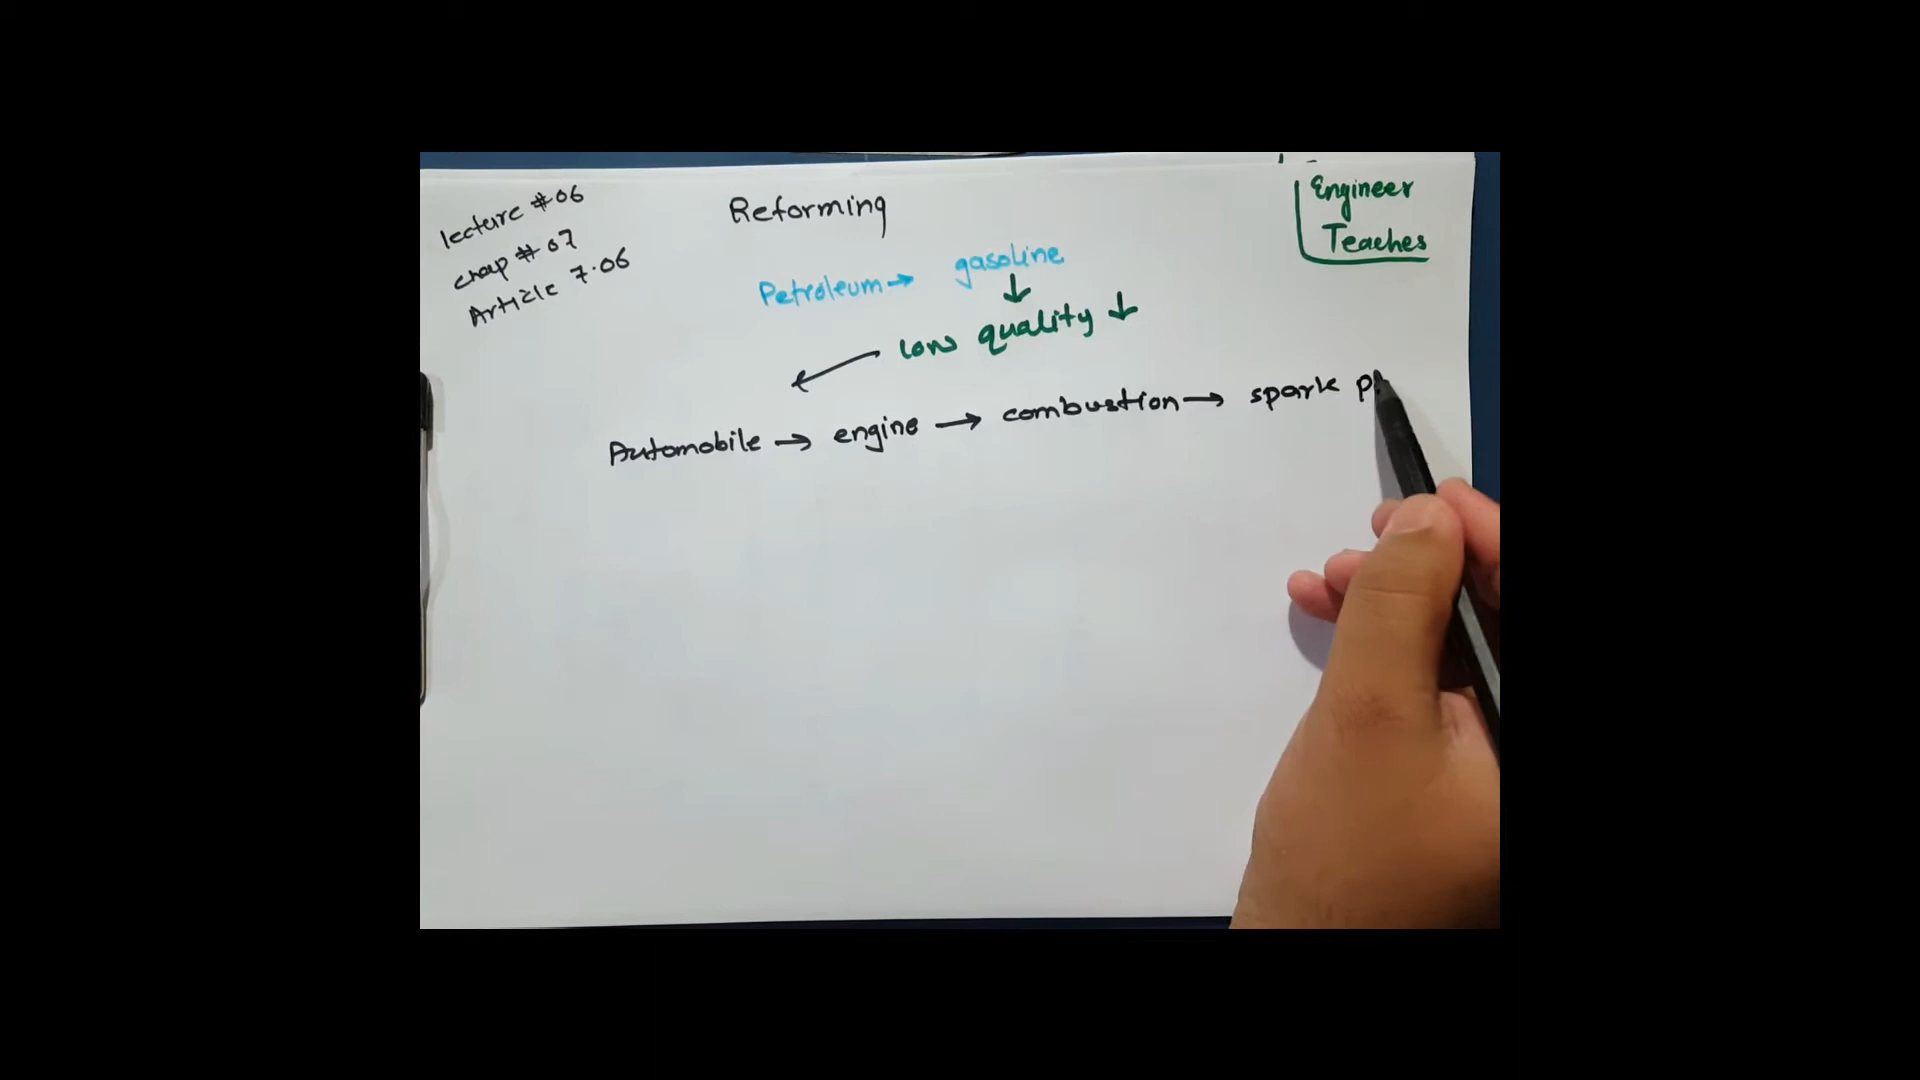 lecture #06
chap # 07
Article 7.06
Reforming
Engineer
Teaches
Petroleum → gasoline
↓
low quality ↓
Automobile → engine → combustion → spark